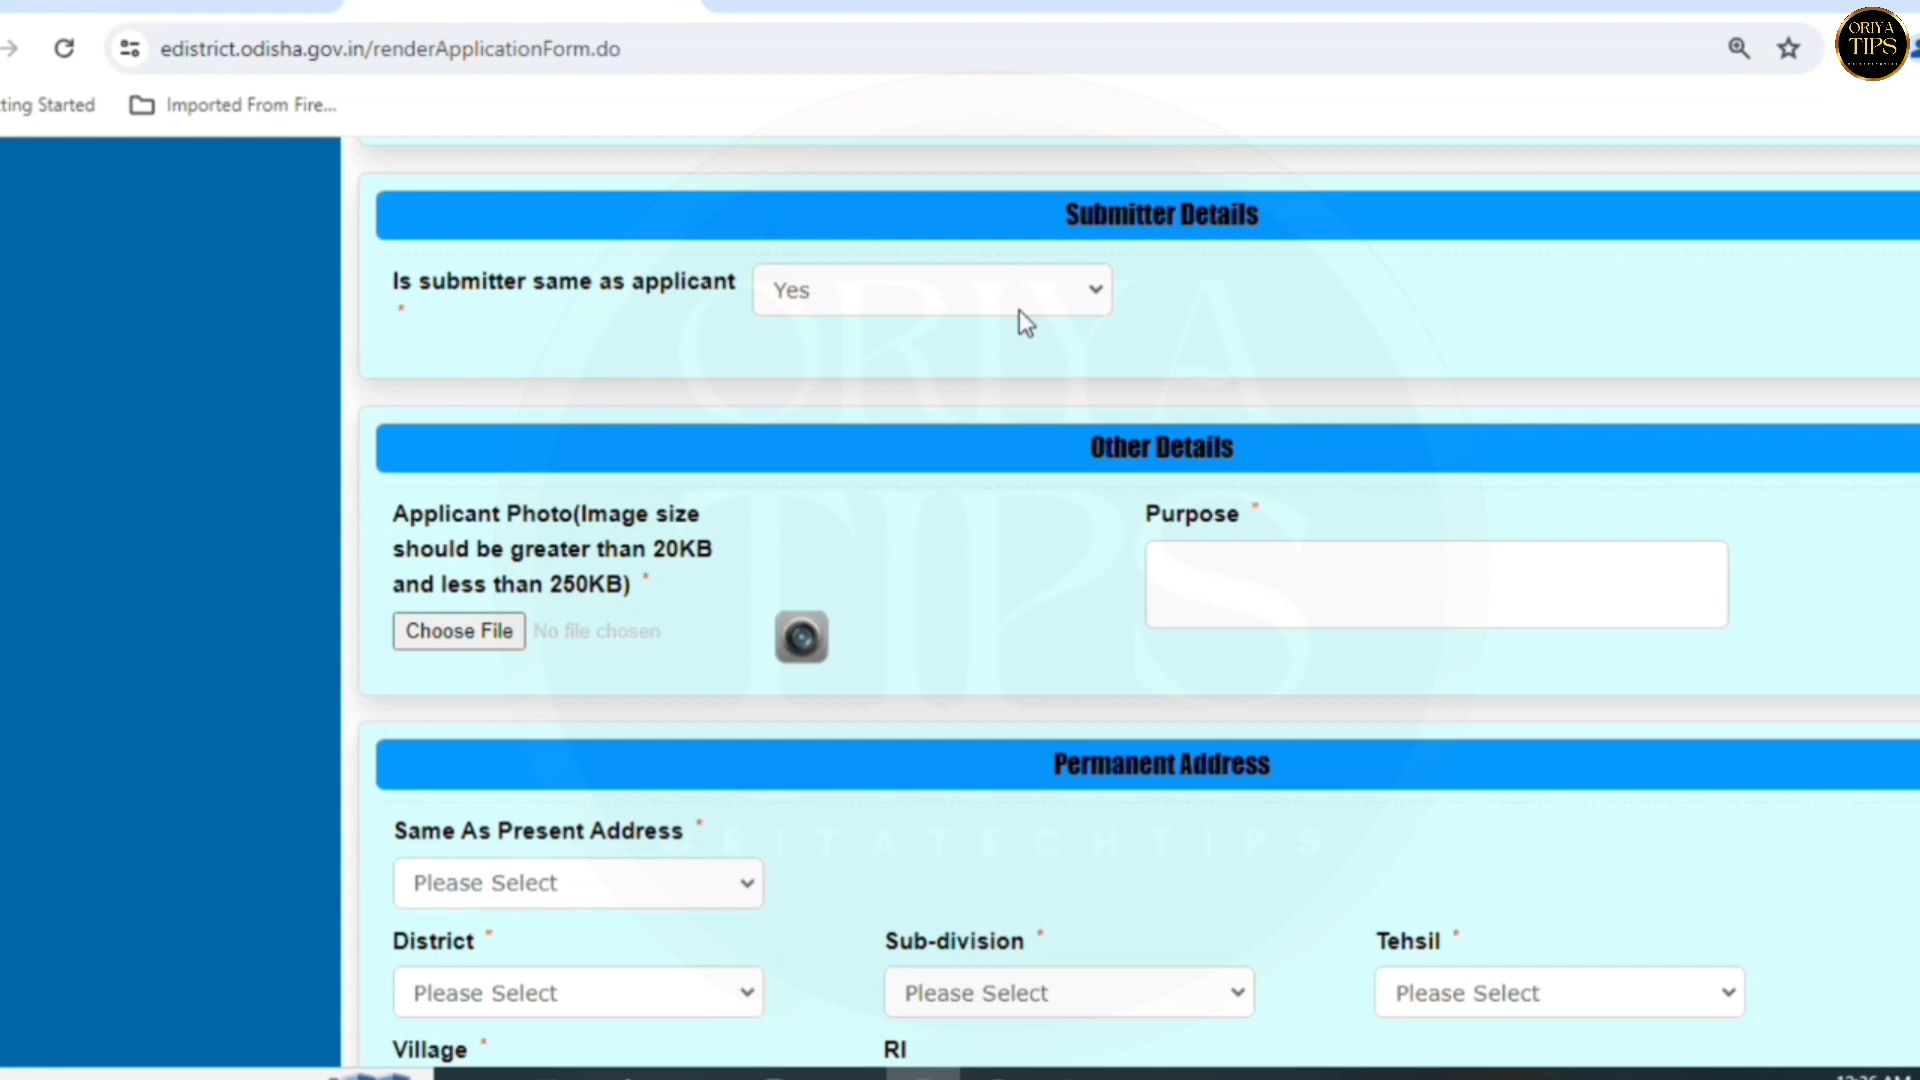 ORIYA
TIPS
edistrict.odisha.gov.in/renderApplicationForm.do
ting Started
Imported From Fire...
Submitter Details
Is submitter same as applicant
*
Yes
ORIYA
Other Details
Applicant Photo(Image size
should be greater than 20KB
and less than 250KB) *
Purpose *
Choose File No file chosen
TIPS
Permanent Address
Same As Present Address *
ORITATECHTIPS
Please Select
District * Sub-division * Tehsil *
Please Select Please Select Please Select
Village * RI